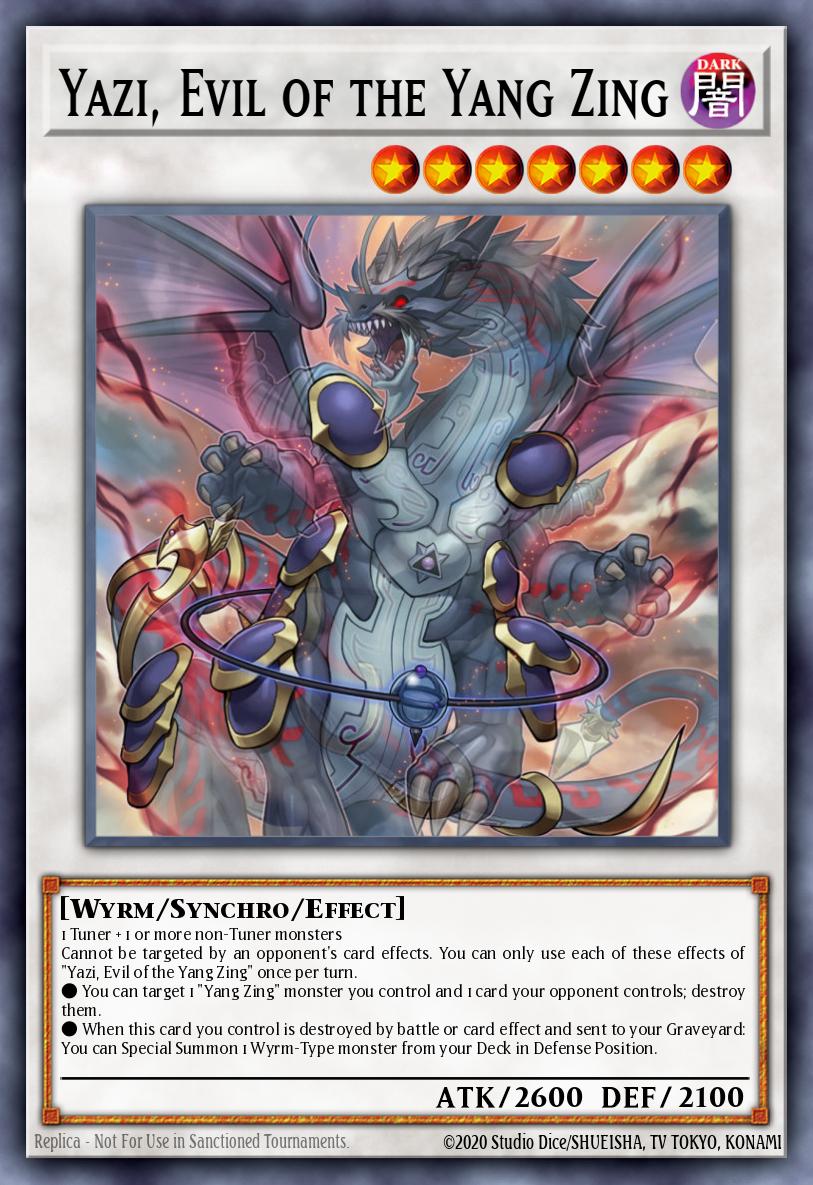 Yazi, Evil of the Yang Zing
DARK
闇
[Wyrm/Synchro/Effect]
1 Tuner + 1 or more non-Tuner monsters
Cannot be targeted by an opponent's card effects. You can only use each of these effects of
"Yazi, Evil of the Yang Zing" once per turn.
● You can target 1 "Yang Zing" monster you control and 1 card your opponent controls; destroy
them.
● When this card you control is destroyed by battle or card effect and sent to your Graveyard:
You can Special Summon 1 Wyrm-Type monster from your Deck in Defense Position.
ATK/2600 DEF/2100
Replica - Not For Use in Sanctioned Tournaments.
©2020 Studio Dice/SHUEISHA, TV TOKYO, KONAMI